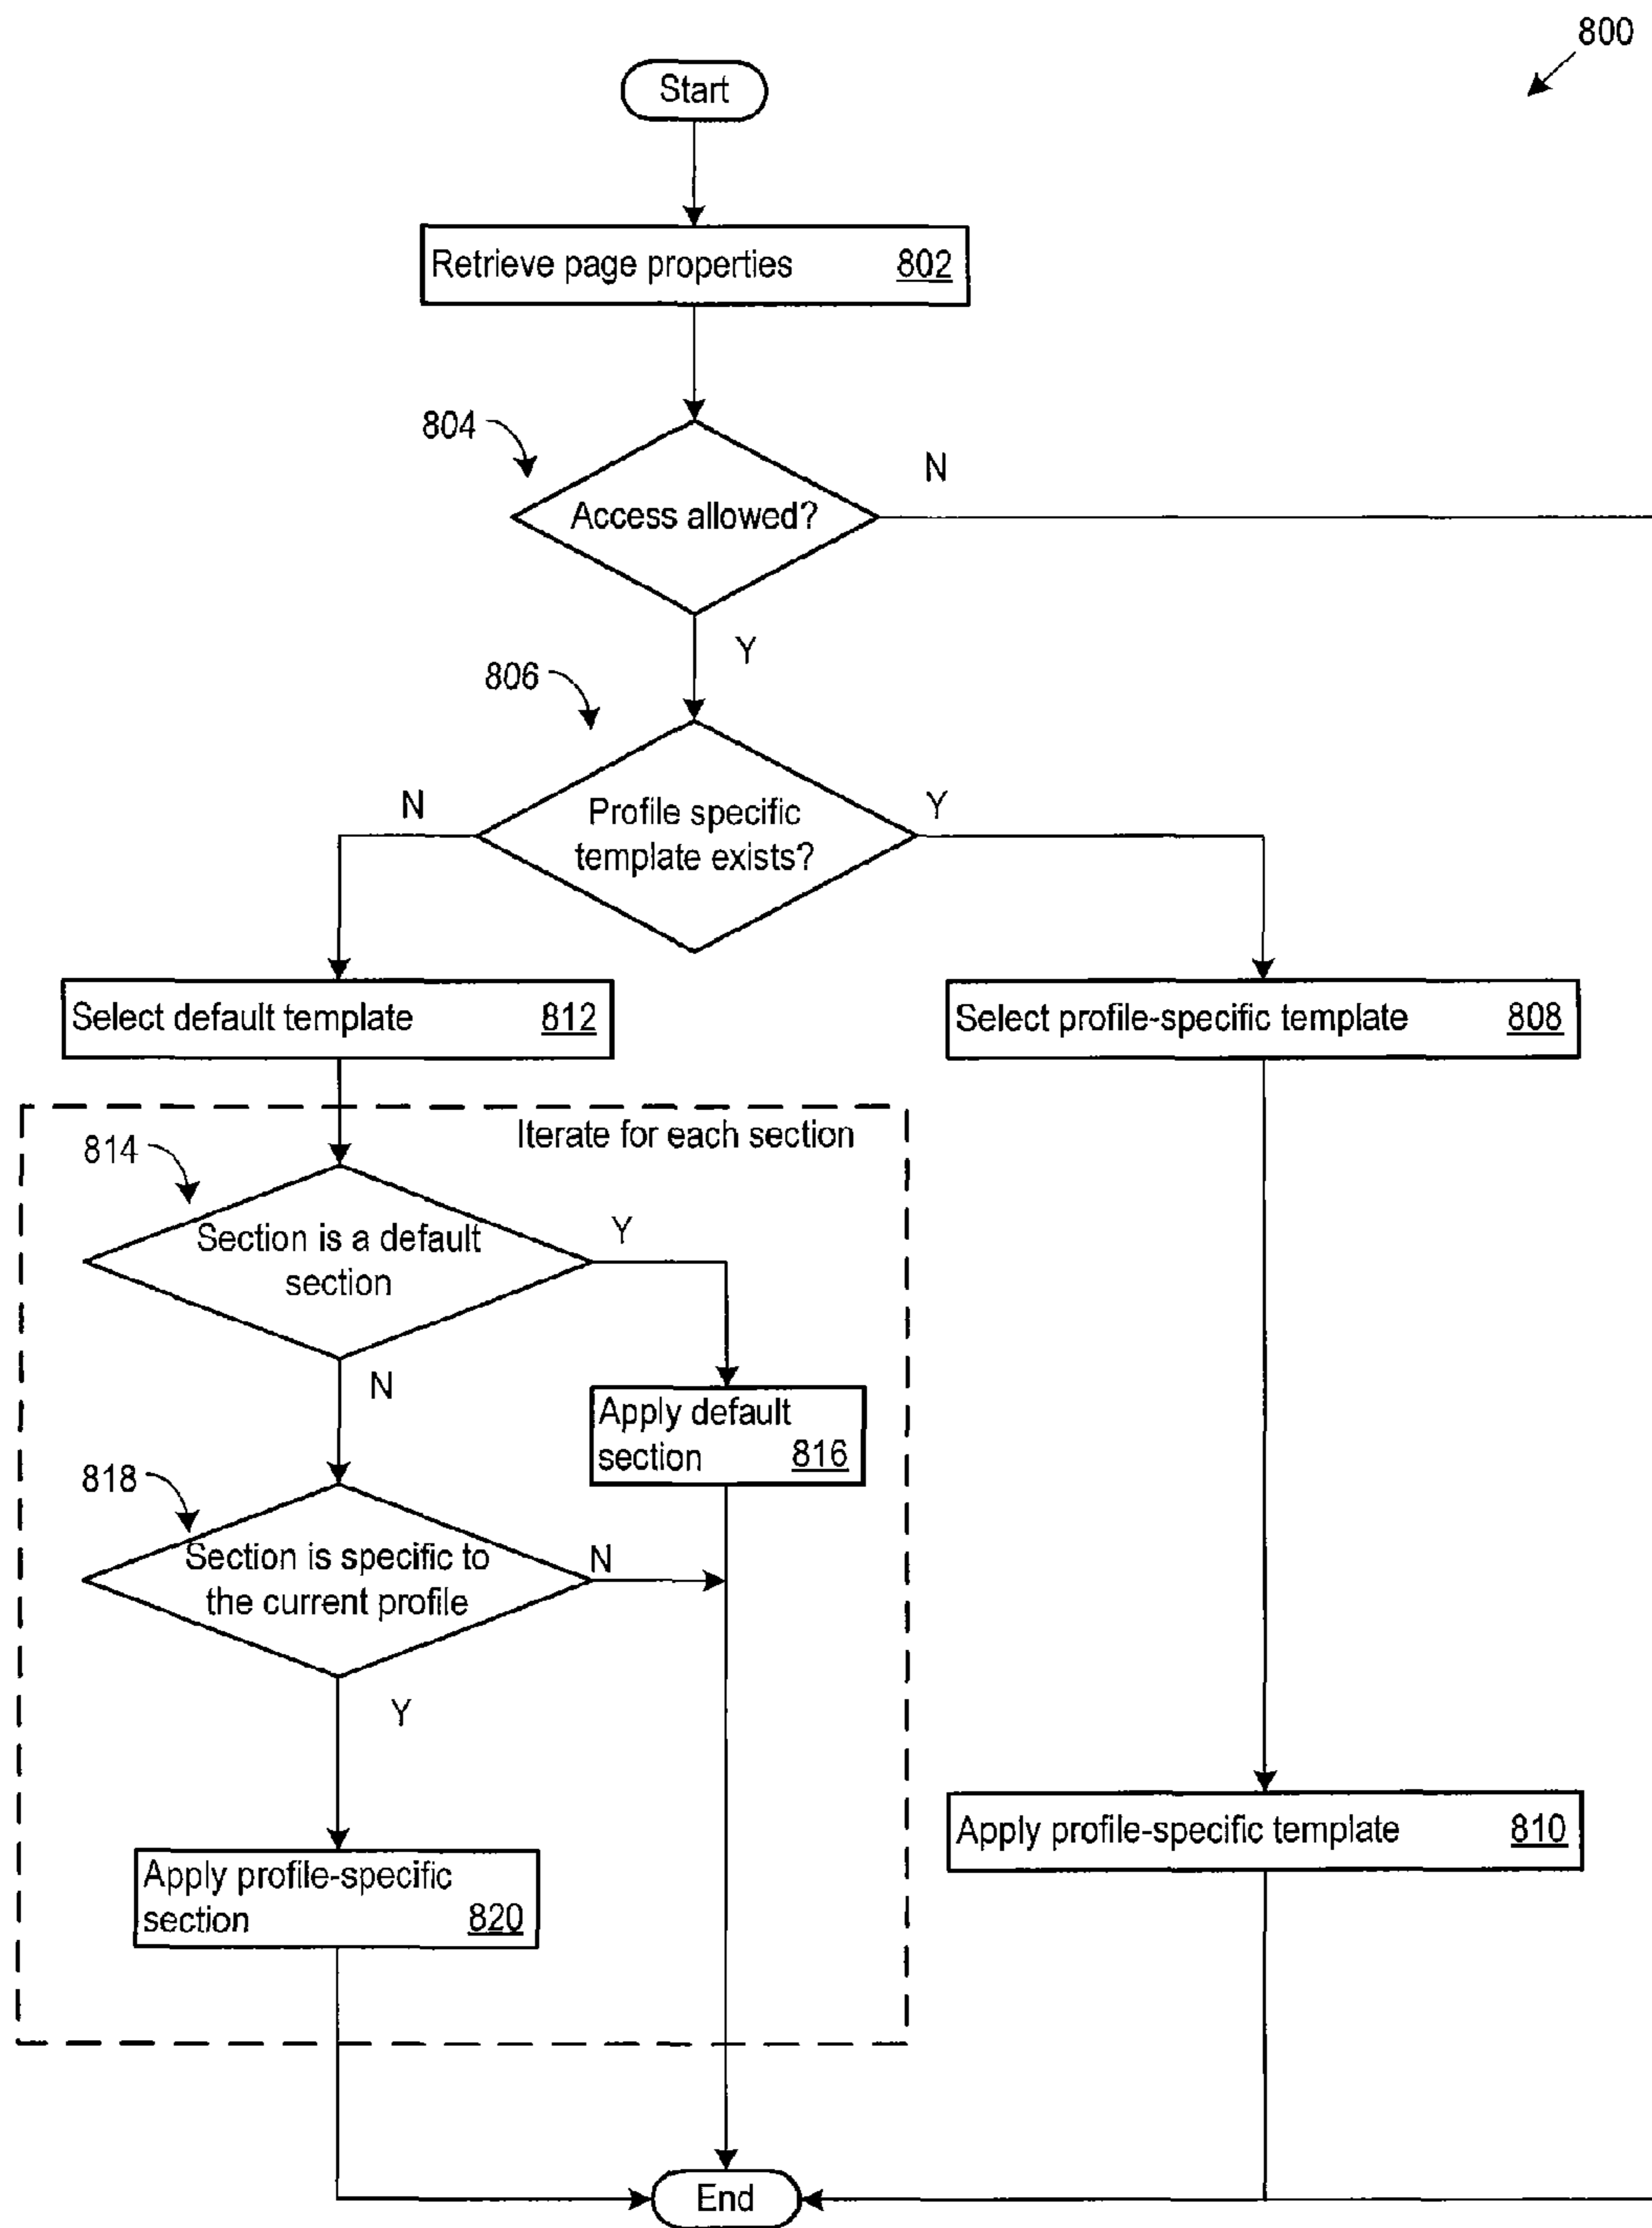 800
Start
Retrieve page properties 802
804
N
Access allowed?
Y
806
N
Y
Profile specific
template exists?
Select default template 812
Select profile-specific template 808
Iterate for each section
814
Y
Section is a default
section
N
Apply default
section 816
818
Section is specific to
the current profile
N
Y
Apply profile-specific template 810
Apply profile-specific
section 820
End